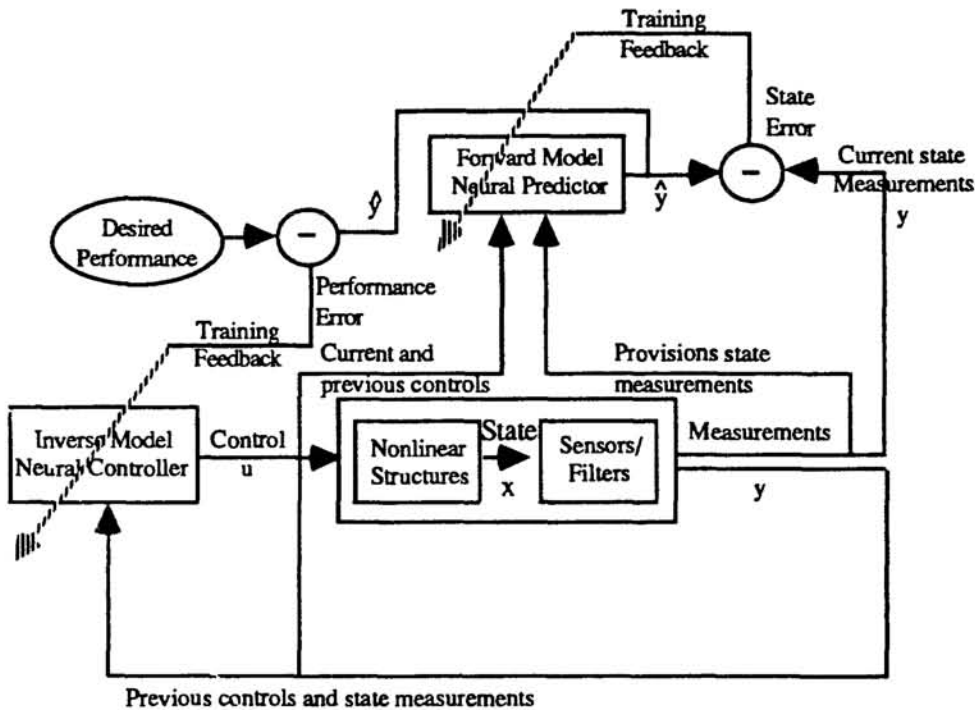 Training
Feedback
State
Error
Forward Model
Neural Predictor
ŷ
ŷ
−
Current state
Measurements
y
Desired
Performance
−
Performance
Error
Training
Feedback
Current and
previous controls
Provisions state
measurements
Inverse Model
Neural Controller
Control
u
Nonlinear
Structures
State
x
Sensors/
Filters
Measurements
y
Previous controls and state measurements